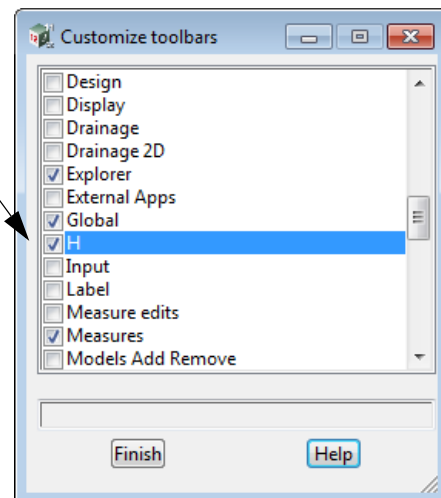 Customize toolbars
Design
Display
Drainage
Drainage 2D
Explorer
External Apps
Global
H
Input
Label
Measure edits
Measures
Models Add Remove
Finish Help